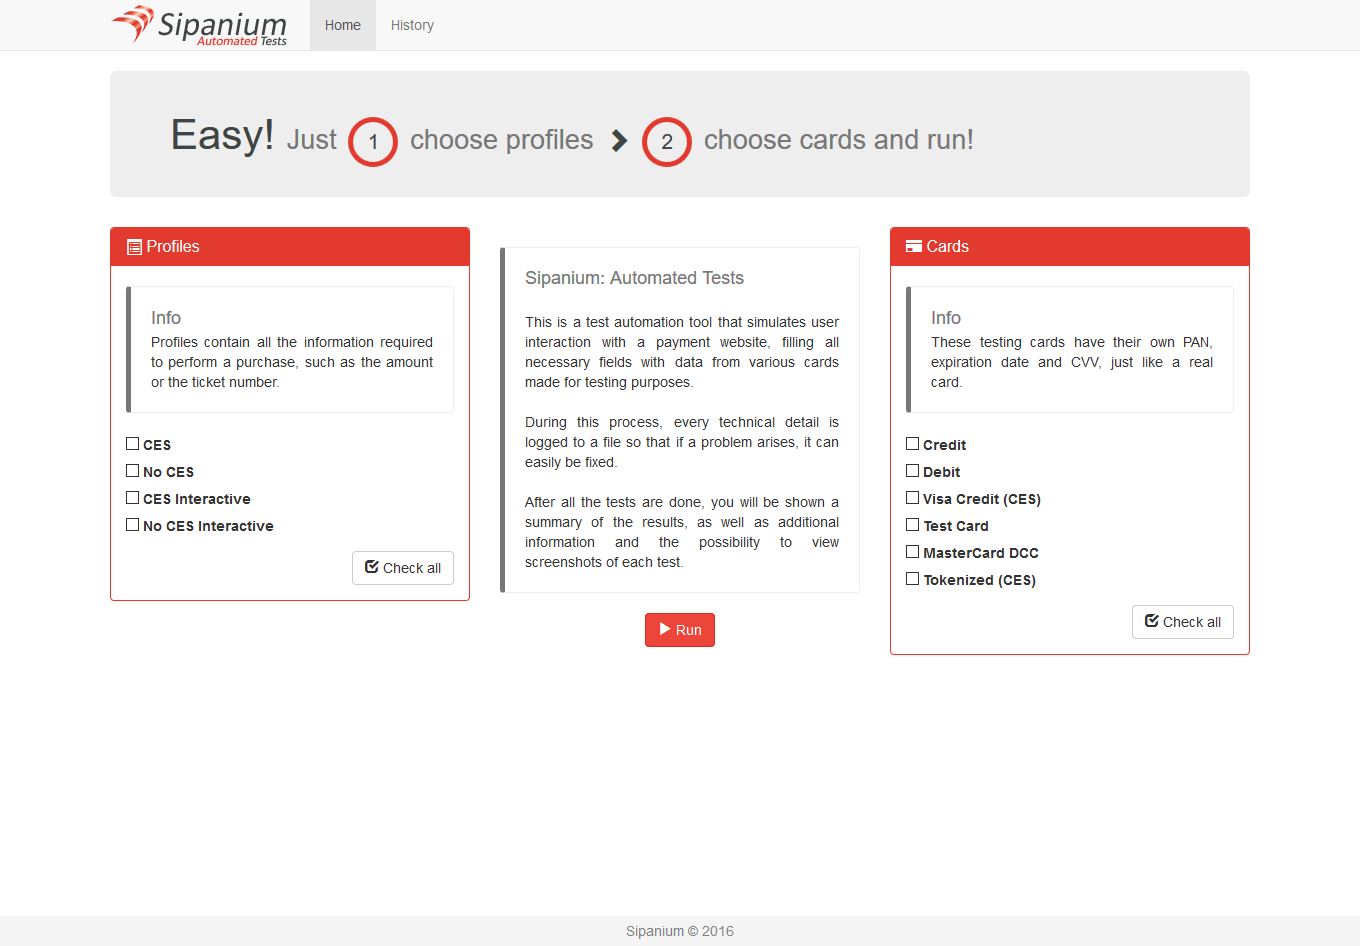 Sipanium
Automated Tests
Home
History
Easy! Just 1 choose profiles 2 choose cards and run!
Profiles
Info
Profiles contain all the information required
to perform a purchase, such as the amount
or the ticket number.
CES
No CES
CES Interactive
No CES Interactive
Check all
Sipanium: Automated Tests
This is a test automation tool that simulates user
interaction with a payment website, filling all
necessary fields with data from various cards
made for testing purposes.
During this process, every technical detail is
logged to a file so that if a problem arises, it can
easily be fixed.
After all the tests are done, you will be shown a
summary of the results, as well as additional
information and the possibility to view
screenshots of each test.
Run
Cards
Info
These testing cards have their own PAN,
expiration date and CVV, just like a real
card.
Credit
Debit
Visa Credit (CES)
Test Card
MasterCard DCC
Tokenized (CES)
Check all
Sipanium © 2016